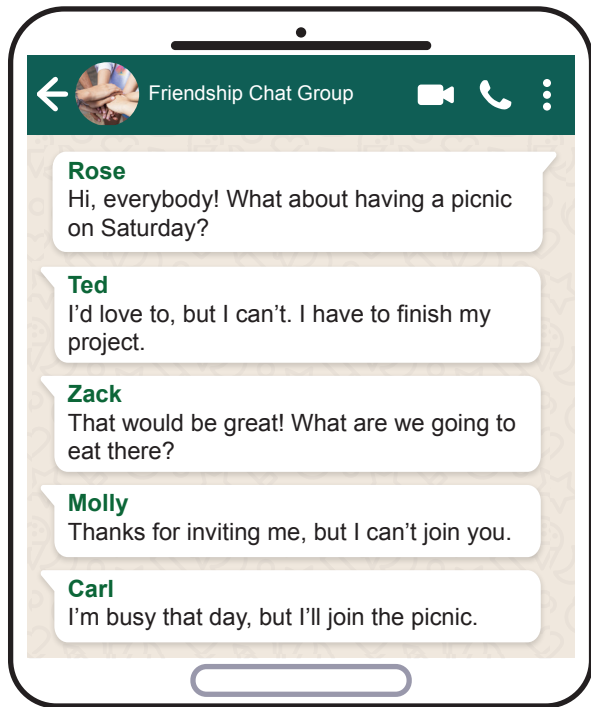 Friendship Chat Group
Rose
Hi, everybody! What about having a picnic
on Saturday?
Ted
I’d love to, but I can’t. I have to finish my
project.
Zack
That would be great! What are we going to
eat there?
Molly
Thanks for inviting me, but I can’t join you.
Carl
I’m busy that day, but I’ll join the picnic.